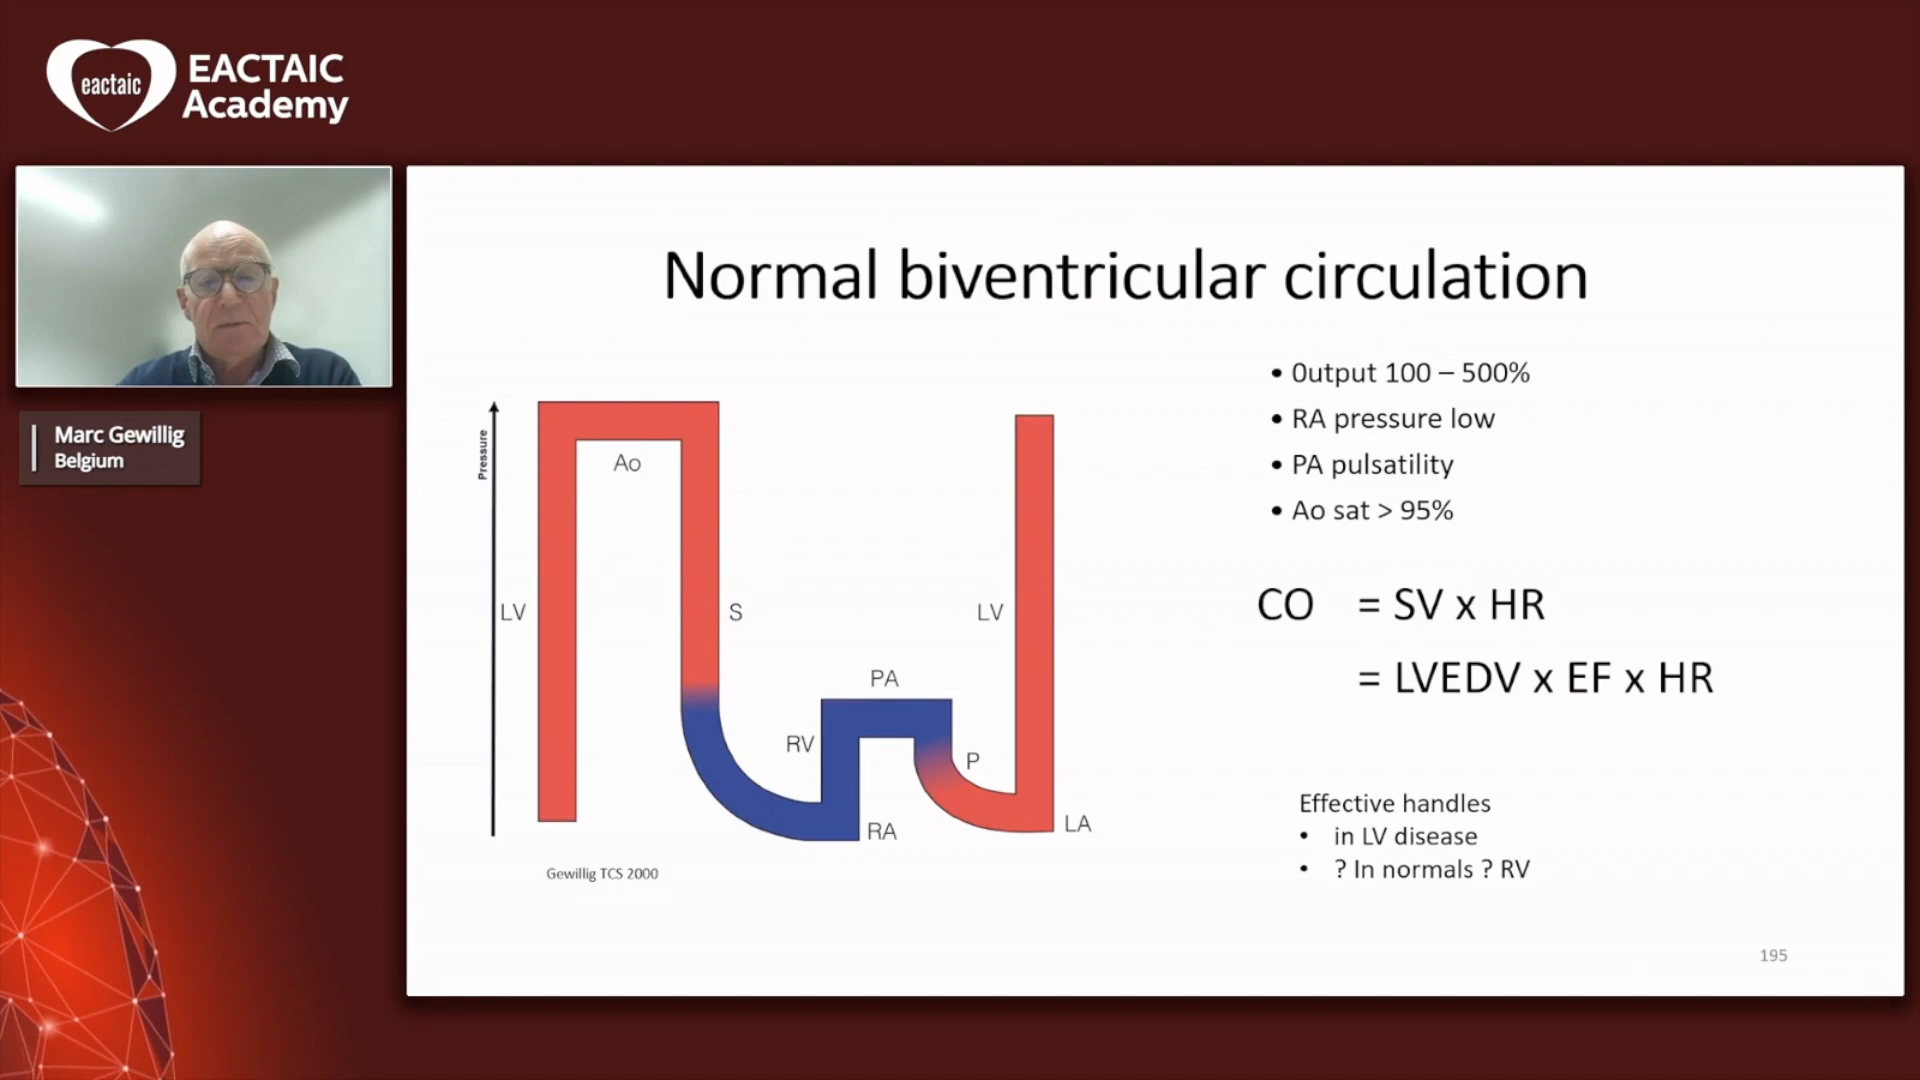 eactaic
EACTAIC
Academy
Marc Gewillig
Belgium
Normal biventricular circulation
• 0utput 100 – 500%
• RA pressure low
• PA pulsatility
• Ao sat > 95%
CO = SV x HR
= LVEDV x EF x HR
Effective handles
• in LV disease
• ? In normals ? RV
Pressure
Ao
LV
S
LV
PA
RV
P
RA
LA
Gewillig TCS 2000
195